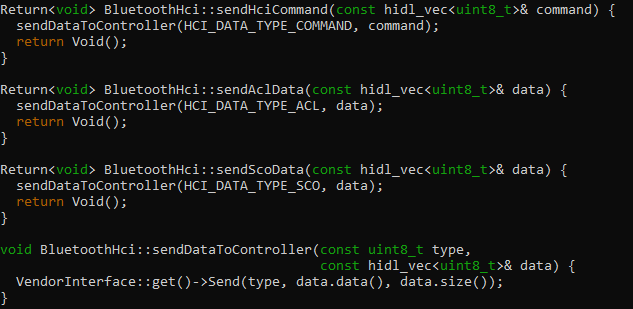 Return<void> BluetoothHci::sendHciCommand(const hidl_vec<uint8_t>& command) {
  sendDataToController(HCI_DATA_TYPE_COMMAND, command);
  return Void();
}

Return<void> BluetoothHci::sendAclData(const hidl_vec<uint8_t>& data) {
  sendDataToController(HCI_DATA_TYPE_ACL, data);
  return Void();
}

Return<void> BluetoothHci::sendScoData(const hidl_vec<uint8_t>& data) {
  sendDataToController(HCI_DATA_TYPE_SCO, data);
  return Void();
}

void BluetoothHci::sendDataToController(const uint8_t type,
                                        const hidl_vec<uint8_t>& data) {
  VendorInterface::get()->Send(type, data.data(), data.size());
}